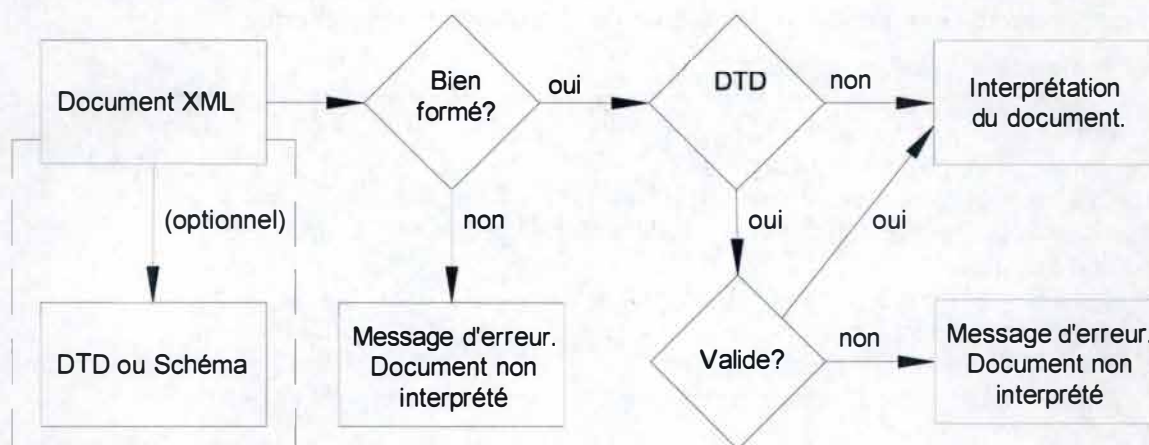 Document XML
Bien
formé?
oui
DTD
non
Interprétation
du document.
(optionnel)
non
oui
oui
DTD ou Schéma
Message d'erreur.
Document non
interprété
Valide?
non
Message d'erreur.
Document non
interprété